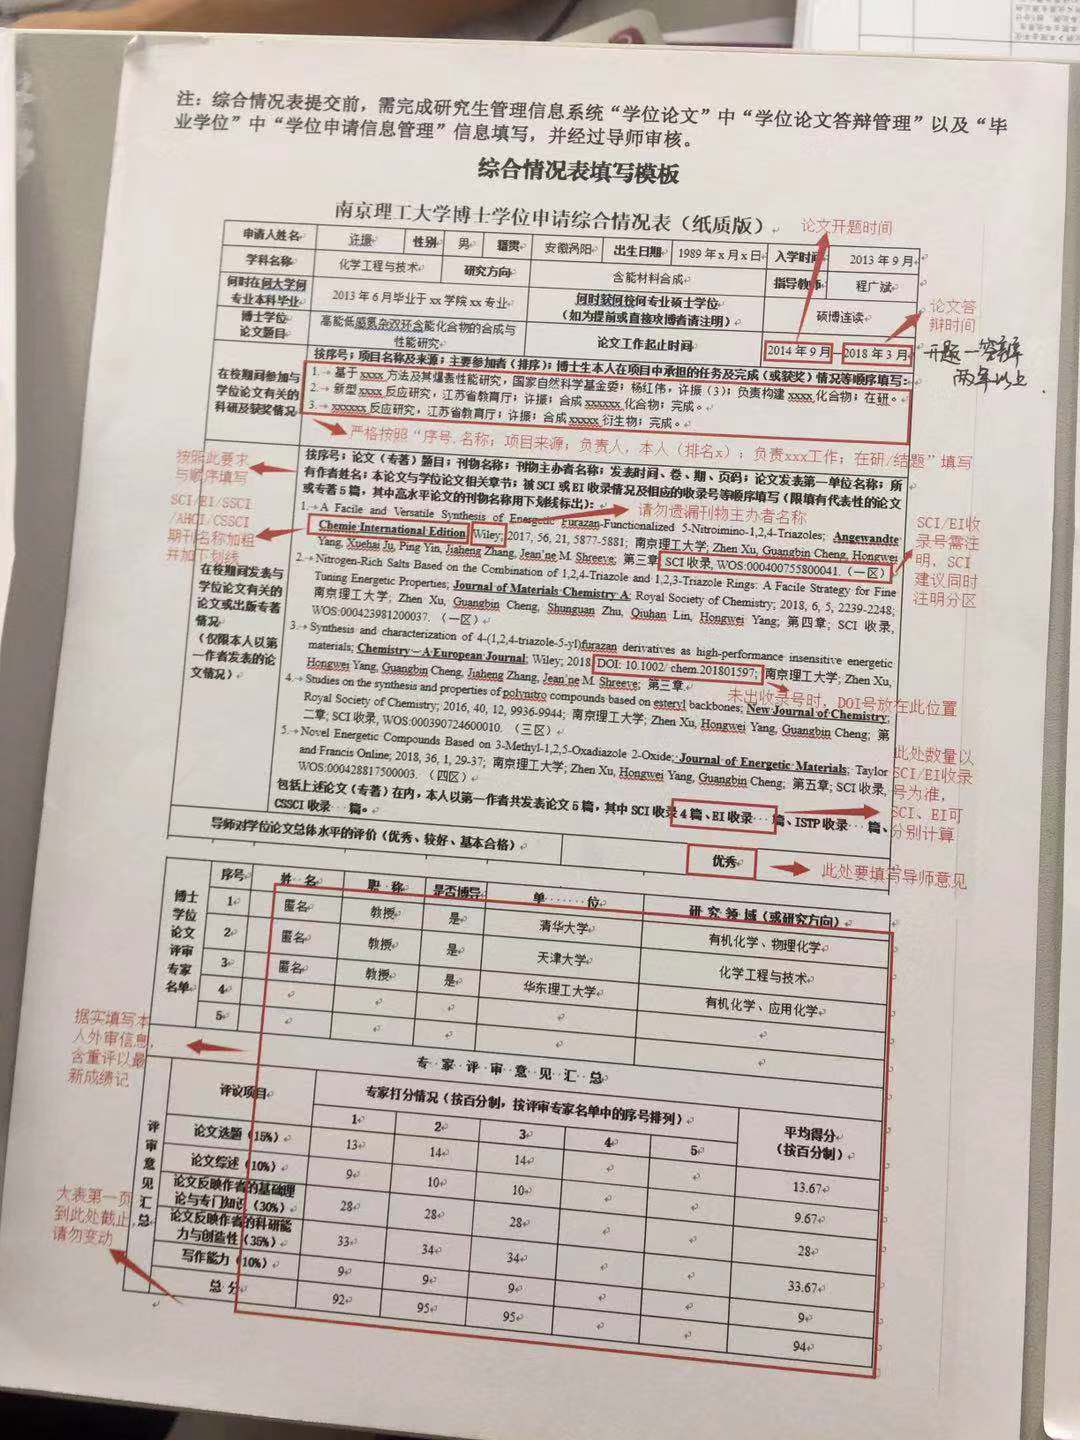 注：综合情况表提交前，需完成研究生管理信息系统“学位论文”中“学位论文答辩管理”以及“毕
业学位”中“学位申请信息管理”信息填写，并经过导师审核。
综合情况表填写模板
南京理工大学博士学位申请综合情况表（纸质版）
论文开题时间
申请人姓名 许振 性别 男 籍贯 安徽涡阳 出生日期 1989 年 x 月 x 日 入学时间 2013 年 9 月
学科名称 化学工程与技术 研究方向 含能材料合成 指导教师 程广斌
何时在何大学何
专业本科毕业 2013 年 6 月毕业于 xx 学院 xx 专业 何时获何校何专业硕士学位
（如为提前或直接攻博者请注明） 硕博连读
论文答
辩时间
博士学位
论文题目 高能低感氮杂双环含能化合物的合成与
性能研究 论文工作起止时间 2014 年 9 月—2018 年 3 月
开题—答辩
两年以上.
在校期间参加与
学位论文有关的
科研及获奖情况
按序号；项目名称及来源；主要参加者（排序）；博士生本人在项目中承担的任务及完成（或获奖）情况等顺序填写：
1. 基于 xxxx 方法及其爆轰性能研究，国家自然科学基金委；杨红伟，许振（3）；负责构建 xxxx 化合物；在研。
2. 新型 xxxx 反应研究，江苏省教育厅；许振；合成 xxxxxx 化合物；完成。
3. xxxxxx 反应研究，江苏省教育厅；许振；合成 xxxxx 衍生物；完成。
严格按照“序号.名称；项目来源；负责人，本人（排名x）；负责xxx工作；在研/结题”填写
按照此要求
与顺序填写
按序号；论文（专著）题目；刊物名称；刊物主办者名称；发表时间、卷、期、页码；论文发表第一单位名称；所
有作者姓名；本论文与学位论文相关章节；被 SCI 或 EI 收录情况及相应的收录号等顺序填写（限填有代表性的论文
或专著 5 篇，其中高水平论文的刊物名称用下划线标出）：
请勿遗漏刊物主办者名称
SCI/EI/SSCI
/AHCI/CSSCI
期刊名称加粗
并加下划线
在校期间发表与
学位论文有关的
论文或出版专著
情况
（仅限本人以第
一作者发表的论
文情况）
1. A Facile and Versatile Synthesis of Energetic Furazan-Functionalized 5-Nitroimino-1,2,4-Triazoles; Angewandte
Chemie International Edition; Wiley; 2017, 56, 21, 5877-5881; 南京理工大学; Zhen Xu, Guangbin Cheng, Hongwei
Yang, Xuehai Ju, Ping Yin, Jiaheng Zhang, Jean'ne M. Shreeve; 第三章; SCI 收录, WOS:000400755800041.（一区）
2. Nitrogen-Rich Salts Based on the Combination of 1,2,4-Triazole and 1,2,3-Triazole Rings: A Facile Strategy for Fine
Tuning Energetic Properties; Journal of Materials Chemistry A; Royal Society of Chemistry; 2018, 6, 5, 2239-2248;
南京理工大学; Zhen Xu, Guangbin Cheng, Shunguan Zhu, Qiuhan Lin, Hongwei Yang; 第四章; SCI 收录,
WOS:000423981200037. （一区）
3. Synthesis and characterization of 4-(1,2,4-triazole-5-yl)furazan derivatives as high-performance insensitive energetic
materials; Chemistry – A European Journal; Wiley; 2018, DOI: 10.1002/ chem.201801597; 南京理工大学; Zhen Xu,
Hongwei Yang, Guangbin Cheng, Jiaheng Zhang, Jean'ne M. Shreeve; 第三章
4. Studies on the synthesis and properties of polynitro compounds based on esteryl backbones; New Journal of Chemistry;
Royal Society of Chemistry; 2016, 40, 12, 9936-9944; 南京理工大学; Zhen Xu, Hongwei Yang, Guangbin Cheng; 第
二章; SCI 收录, WOS:000390724600010. （三区）
5. Novel Energetic Compounds Based on 3-Methyl-1,2,5-Oxadiazole 2-Oxide; Journal of Energetic Materials; Taylor
and Francis Online; 2018, 36, 1, 29-37; 南京理工大学; Zhen Xu, Hongwei Yang, Guangbin Cheng; 第五章; SCI 收录,
WOS:000428817500003. （四区）
包括上述论文（专著）在内，本人以第一作者共发表论文 5 篇，其中 SCI 收录 4 篇、EI 收录 篇、ISTP 收录 篇、
CSSCI 收录 篇。
SCI/EI收
录号需注
明，SCI
建议同时
注明分区
未出收录号时，DOI号放在此位置
此处数量以
SCI/EI收录
号为准，
SCI、EI可
分别计算
导师对学位论文总体水平的评价（优秀、较好、基本合格） 优秀
此处要填写导师意见
博士
学位
论文
评审
专家
名单
序号 姓 名 职 称 是否博导 单 位 研 究 领 域（或研究方向）
1 匿名 教授 是 清华大学 有机化学、物理化学
2 匿名 教授 是 天津大学 化学工程与技术
3 匿名 教授 是 华东理工大学 有机化学、应用化学
4
5
据实填写本
人外审信息，
含重评以最
新成绩记
专 家 评 审 意 见 汇 总
评审意见汇总
评议项目 专家打分情况（按百分制，按评审专家名单中的序号排列） 平均得分
（按百分制）
1 2 3 4 5
论文选题（15%） 13 14 14 13.67
论文综述（10%） 9 10 10 9.67
论文反映作者的基础理
论与专门知识（30%） 28 28 28 28
论文反映作者的科研能
力与创造性（35%） 33 34 34 33.67
写作能力（10%） 9 9 9 9
总 分 92 95 95 94
大表第一页
到此处截止，
请勿变动